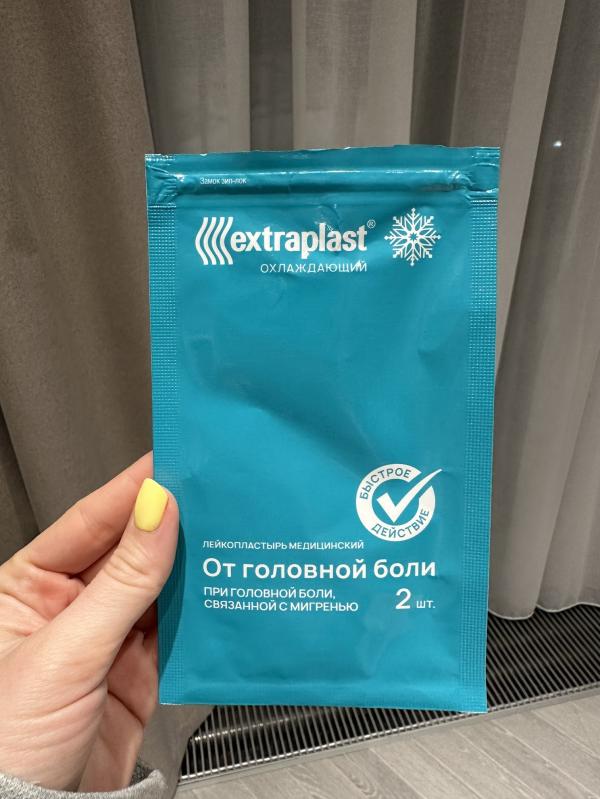 Замок зип-лок
extraplast®
ОХЛАЖДАЮЩИЙ
БЫСТРОЕ
ДЕЙСТВИЕ
ЛЕЙКОПЛАСТЫРЬ МЕДИЦИНСКИЙ
От головной боли
ПРИ ГОЛОВНОЙ БОЛИ,
СВЯЗАННОЙ С МИГРЕНЬЮ
2 шт.